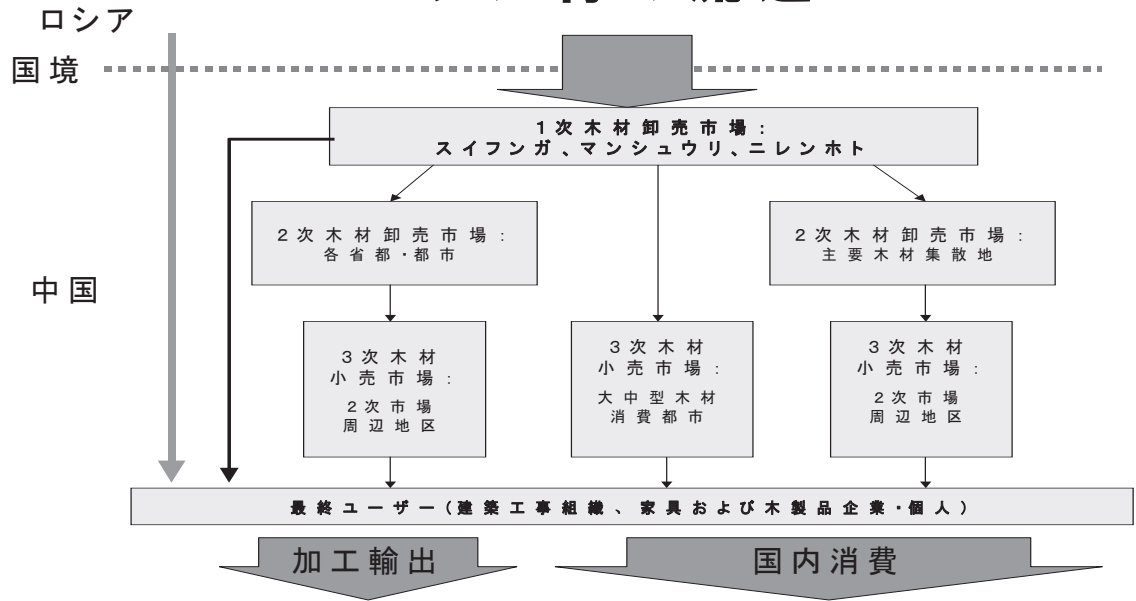 ロシア
国境
1次木材卸売市場:
スイフンガ、マンシュウリ、ニレンホト
2次木材卸売市場:
各省都・都市
2次木材卸売市場:
主要木材集散地
中国
3次木材
小売市場:
2次市場
周辺地区
3次木材
小売市場:
大中型木材
消費都市
3次木材
小売市場:
2次市場
周辺地区
最終ユーザー(建築工事組織、家具および木製品企業・個人)
加工輸出
国内消費